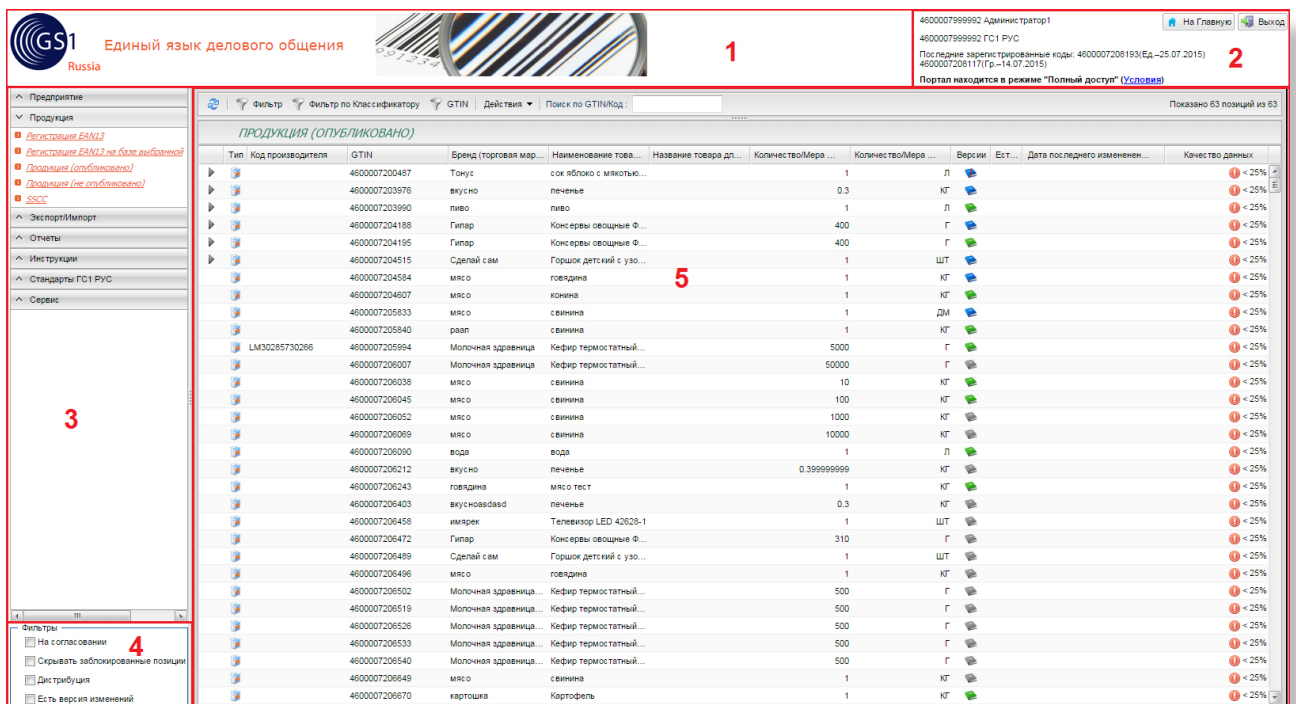 GS1
Russia
Единый язык делового общения
991234
1
4600007999992 Администратор1
На Главную
Выход
4600007999992 ГС1 РУС
Последние зарегистрированные коды: 4600007208193(Ед.–25.07.2015)
4600007208117(Гр.–14.07.2015)
2
Портал находится в режиме "Полный доступ" (Условия)
Предприятие
Продукция
Регистрация EAN13
Регистрация EAN13 на базе выбранной
Продукция (опубликовано)
Продукция (не опубликовано)
SSCC
Экспорт/Импорт
Отчеты
Инструкции
Стандарты ГС1 РУС
Сервис
3
Фильтры
4
На согласовании
Скрывать заблокированные позиции
Дистрибуция
Есть версия изменений
Фильтр Фильтр по Классификатору GTIN Действия Поиск по GTIN/Код : Показано 63 позиций из 63
ПРОДУКЦИЯ (ОПУБЛИКОВАНО)
Тип Код производителя GTIN Бренд (торговая мар... Наименование това... Название товара дл... Количество/Мера ... Количество/Мера ... Версии Ест... Дата последнего измененен... Качество данных
4600007200487 Тонус сок яблоко с мякотью... 1 Л < 25%
4600007203976 вкусно печенье 0.3 КГ < 25%
4600007203990 пиво пиво 1 Л < 25%
4600007204188 Гипар Консервы овощные Ф... 400 Г < 25%
4600007204195 Гипар Консервы овощные Ф... 400 Г < 25%
4600007204515 Сделай сам Горшок детский с узо... 1 ШТ < 25%
5
4600007204584 мясо говядина 1 КГ < 25%
4600007204607 мясо конина 1 КГ < 25%
4600007205833 мясо свинина 1 ДМ < 25%
4600007205840 раап свинина 1 КГ < 25%
LM30285730266 4600007205994 Молочная здравница Кефир термостатный... 5000 Г < 25%
4600007206007 Молочная здравница Кефир термостатный... 50000 Г < 25%
4600007206038 мясо свинина 10 КГ < 25%
4600007206045 мясо свинина 100 КГ < 25%
4600007206052 мясо свинина 1000 КГ < 25%
4600007206069 мясо свинина 10000 КГ < 25%
4600007206090 вода вода 1 Л < 25%
4600007206212 вкусно печенье 0.399999999 КГ < 25%
4600007206243 говядина мясо тест 1 КГ < 25%
4600007206403 вкусноasdasd печенье 0.3 КГ < 25%
4600007206458 имярек Телевизор LED 42628-1 1 ШТ < 25%
4600007206472 Гипар Консервы овощные Ф... 310 Г < 25%
4600007206489 Сделай сам Горшок детский с узо... 1 ШТ < 25%
4600007206496 мясо говядина 1 КГ < 25%
4600007206502 Молочная здравница... Кефир термостатный... 500 Г < 25%
4600007206519 Молочная здравница... Кефир термостатный... 500 Г < 25%
4600007206526 Молочная здравница... Кефир термостатный... 500 Г < 25%
4600007206533 Молочная здравница... Кефир термостатный... 500 Г < 25%
4600007206540 Молочная здравница... Кефир термостатный... 500 Г < 25%
4600007206649 мясо свинина 1 КГ < 25%
4600007206670 картошка Картофель 1 КГ < 25%